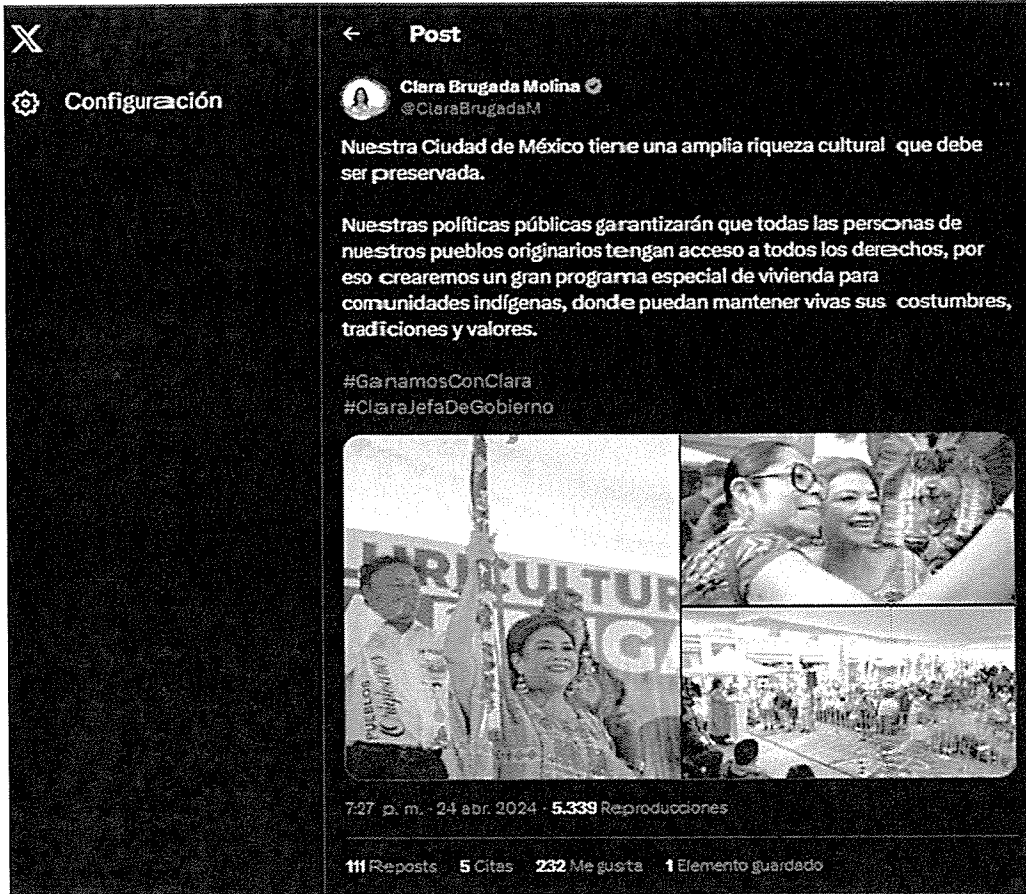 X
Configuración
← Post
Clara Brugada Molina
@ClaraBrugadaM
Nuestra Ciudad de México tiene una amplia riqueza cultural que debe
ser preservada.
Nuestras políticas públicas garantizarán que todas las personas de
nuestros pueblos originarios tengan acceso a todos los derechos, por
eso crearemos un gran programa especial de vivienda para
comunidades indígenas, donde puedan mantener vivas sus costumbres,
tradiciones y valores.
#GanamosConClara
#ClaraJefaDeGobierno
URICULTUR
PUEBLOS
7:27 p. m. · 24 abr. 2024 · 5.339 Reproducciones
111 Reposts 5 Citas 232 Me gusta 1 Elemento guardado